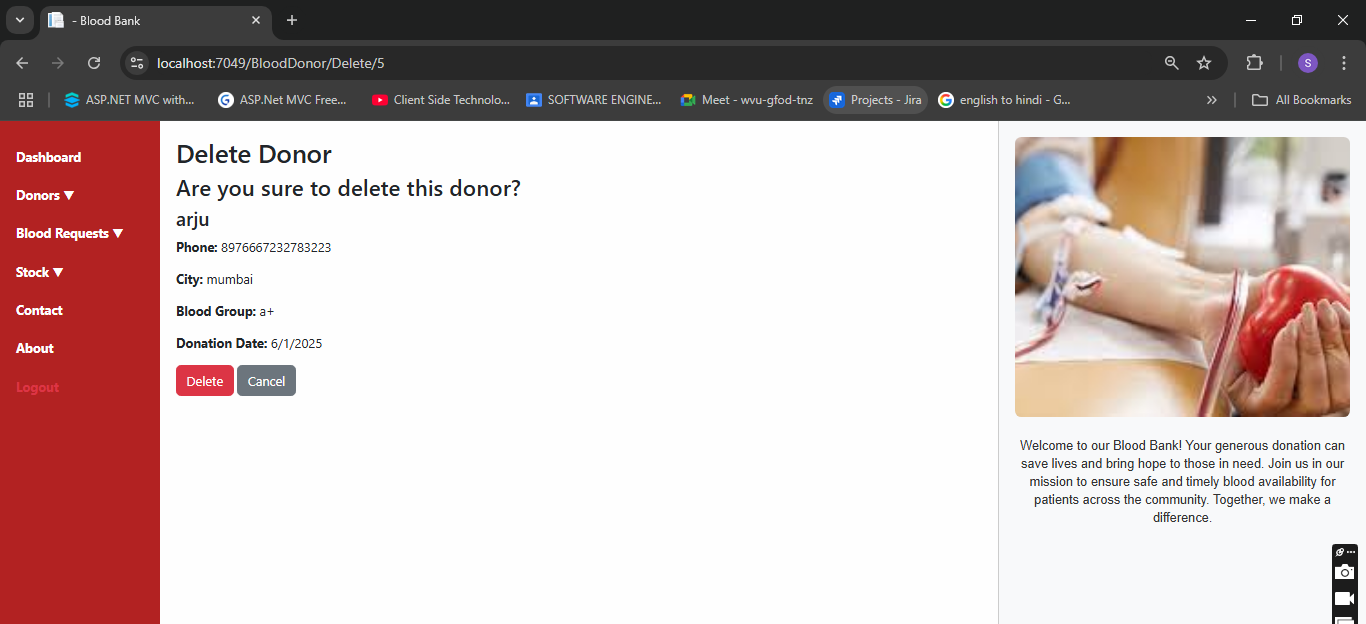 - Blood Bank
localhost:7049/BloodDonor/Delete/5
S
ASP.NET MVC with...
ASP.Net MVC Free...
Client Side Technolo...
SOFTWARE ENGINE...
Meet - wvu-gfod-tnz
Projects - Jira
english to hindi - G...
All Bookmarks
Dashboard
Donors ▼
Blood Requests ▼
Stock ▼
Contact
About
Logout
Delete Donor
Are you sure to delete this donor?
arju
Phone: 8976667232783223
City: mumbai
Blood Group: a+
Donation Date: 6/1/2025
Delete
Cancel
Welcome to our Blood Bank! Your generous donation can
save lives and bring hope to those in need. Join us in our
mission to ensure safe and timely blood availability for
patients across the community. Together, we make a
difference.